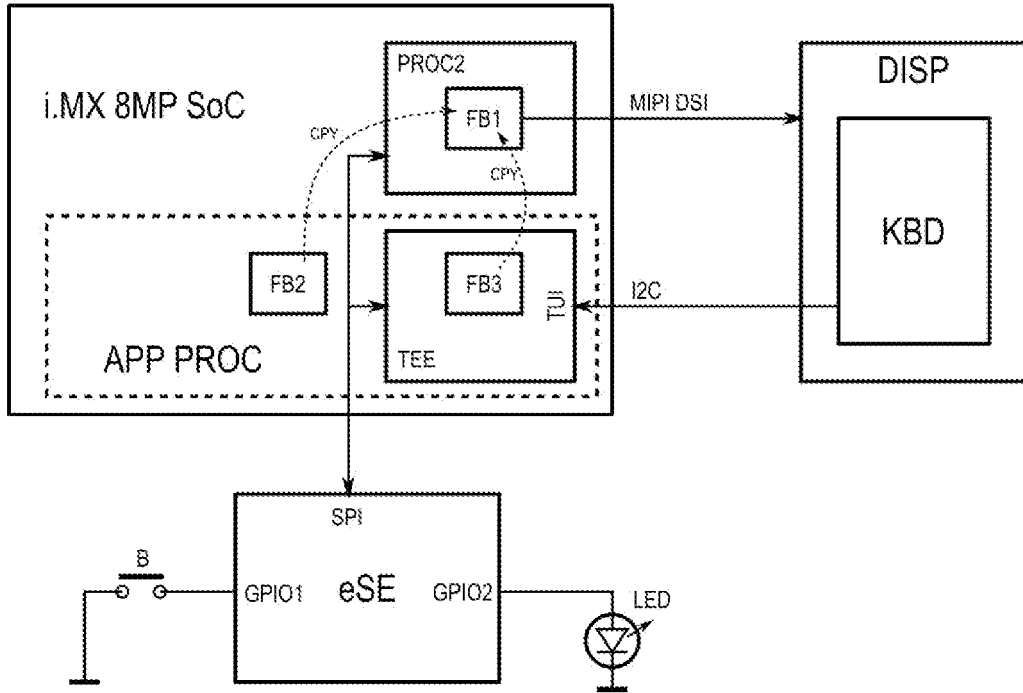 PROC2
DISP
i.MX 8MP SoC
FB1
MIPI DSI
CPY
CPY
KBD
FB2
FB3
TUI
I2C
APP PROC
TEE
SPI
B
GPIO1
eSE
GPIO2
LED